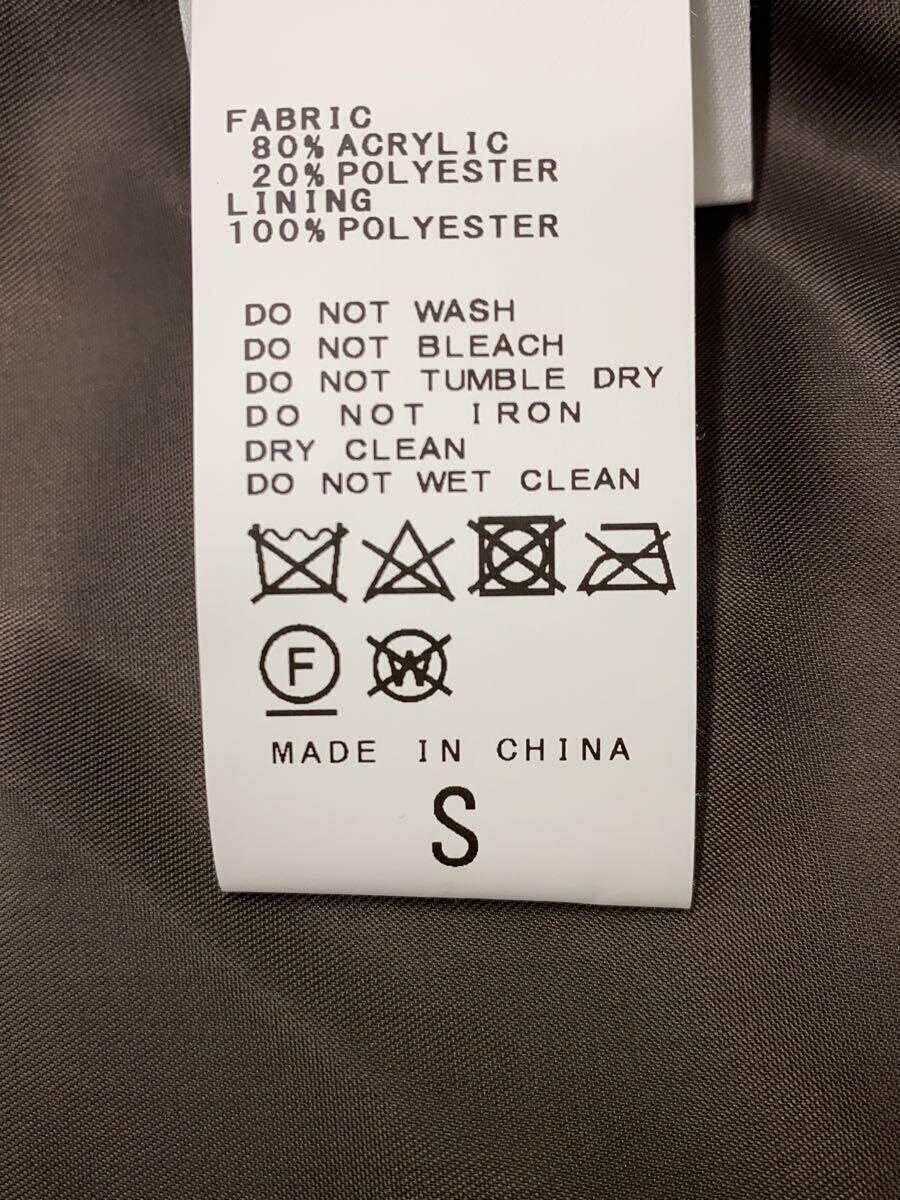 FABRIC
80% ACRYLIC
20% POLYESTER
LINING
100% POLYESTER
DO NOT WASH
DO NOT BLEACH
DO NOT TUMBLE DRY
DO NOT IRON
DRY CLEAN
DO NOT WET CLEAN
F W
MADE IN CHINA
S